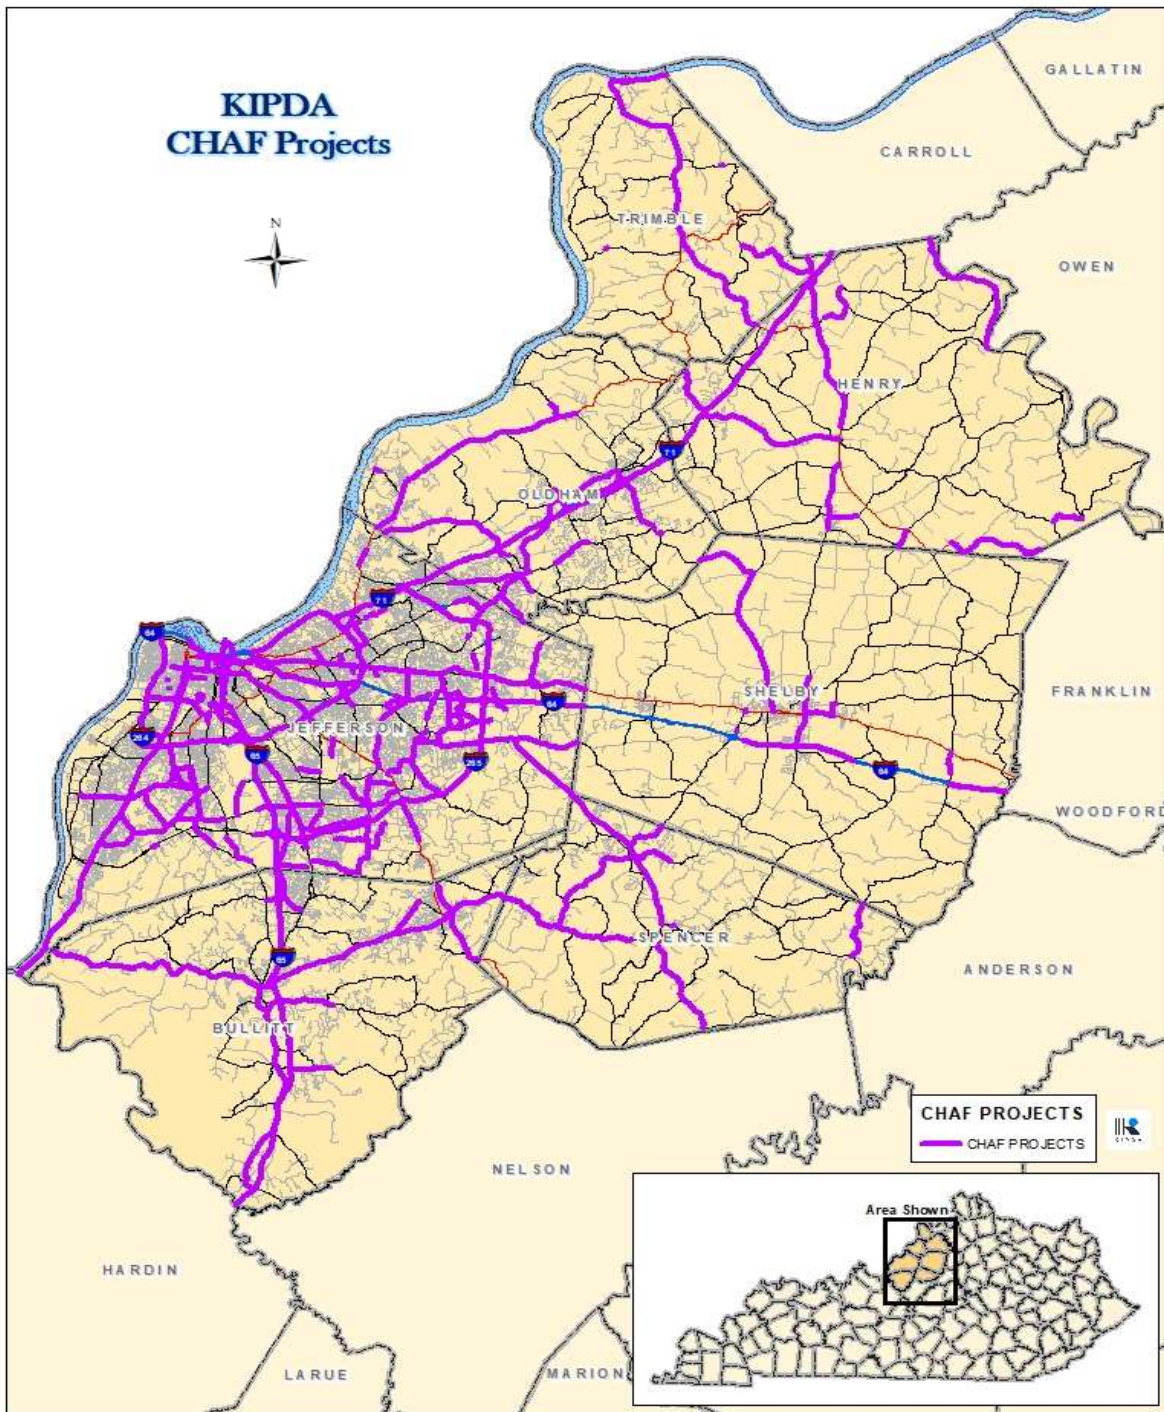 KIPDA
CHAF Projects
N
GALLATIN
CARROLL
TRIMBLE
OWEN
HENRY
71
OLDHAM
71
64
SHELBY
FRANKLIN
64
JEFFERSON
264
65
265
64
WOODFORD
SPENCER
65
ANDERSON
BULLITT
CHAF PROJECTS
CHAF PROJECTS
NELSON
Area Shown
HARDIN
LARUE
MARION